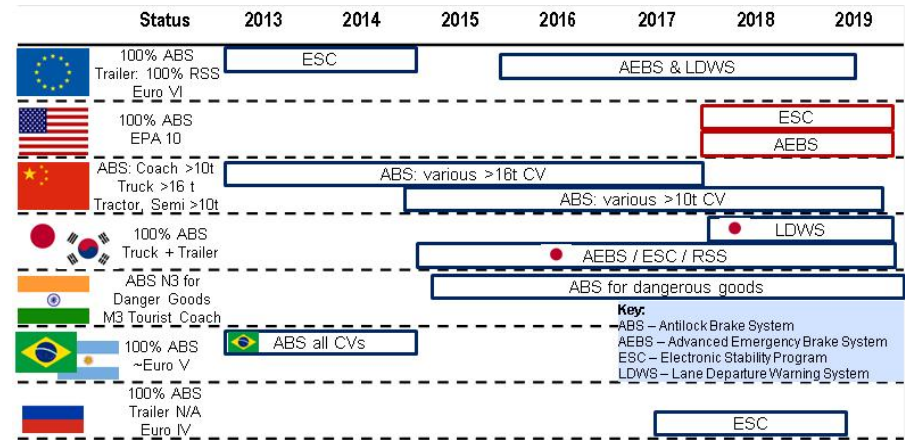 Status 2013 2014 2015 2016 2017 2018 2019
100% ABS
Trailer: 100% RSS
Euro VI
ESC
AEBS & LDWS
100% ABS
EPA 10
ESC
AEBS
ABS: Coach >10t
Truck >16 t
Tractor, Semi >10t
ABS: various >16t CV
ABS: various >10t CV
100% ABS
Truck + Trailer
LDWS
AEBS / ESC / RSS
ABS N3 for
Danger Goods
M3 Tourist Coach
ABS for dangerous goods
Key:
ABS – Antilock Brake System
AEBS – Advanced Emergency Brake System
ESC – Electronic Stability Program
LDWS – Lane Departure Warning System
100% ABS
~Euro V
ABS all CVs
100% ABS
Trailer N/A
Euro IV
ESC